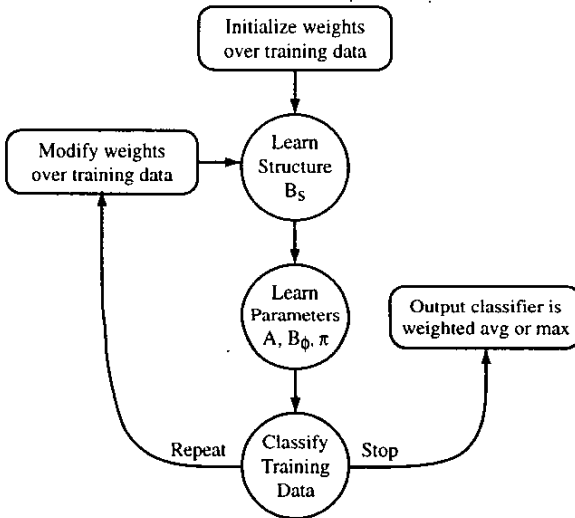 Initialize weights
over training data
Modify weights
over training data
Learn
Structure
B_S
Learn
Parameters
A, B_ϕ, π
Output classifier is
weighted avg or max
Repeat
Classify
Training
Data
Stop